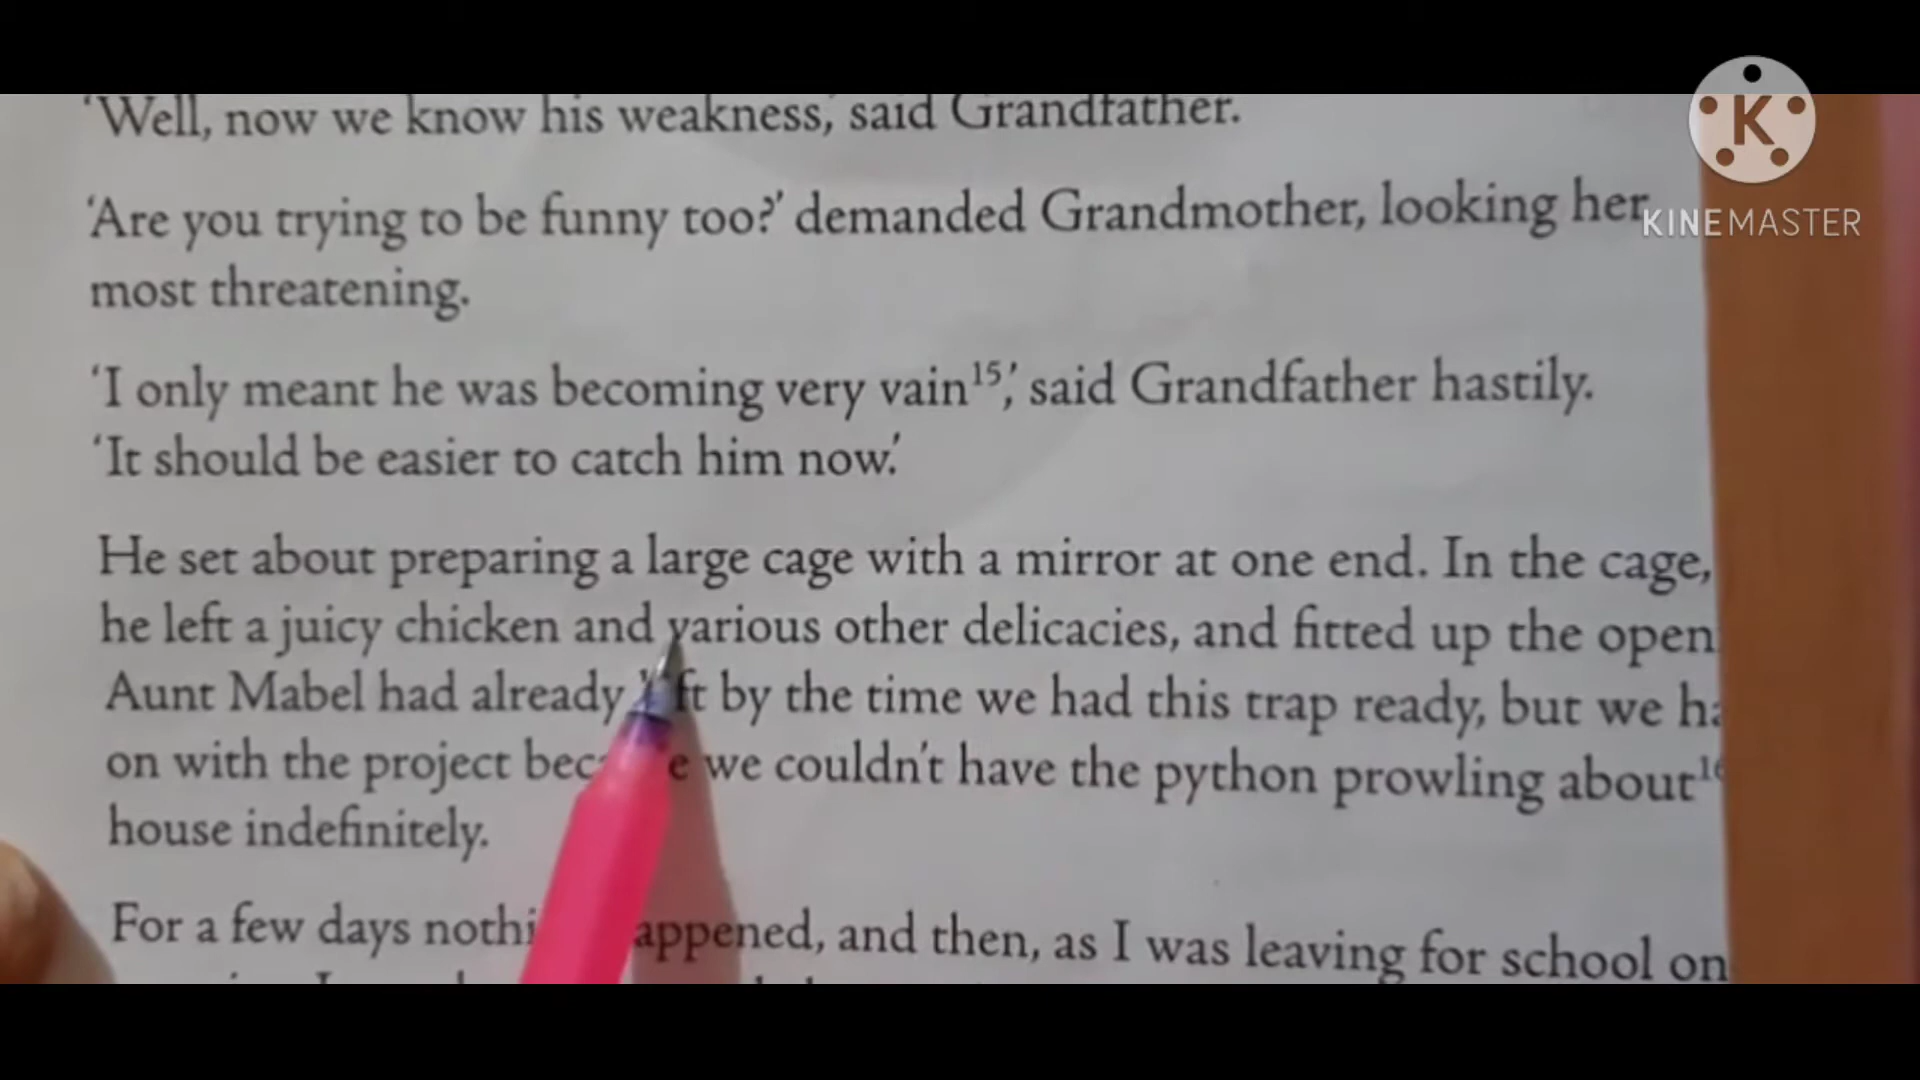 'Well, now we know his weakness,' said Grandfather.
'Are you trying to be funny too?' demanded Grandmother, looking her
most threatening.
'I only meant he was becoming very vain¹⁵,' said Grandfather hastily.
'It should be easier to catch him now.'
He set about preparing a large cage with a mirror at one end. In the cage,
he left a juicy chicken and various other delicacies, and fitted up the open
Aunt Mabel had already by the time we had this trap ready, but we
on with the project we couldn't have the python prowling about
house indefinitely.
For a few days and then, as I was leaving for school on
K
KINEMASTER